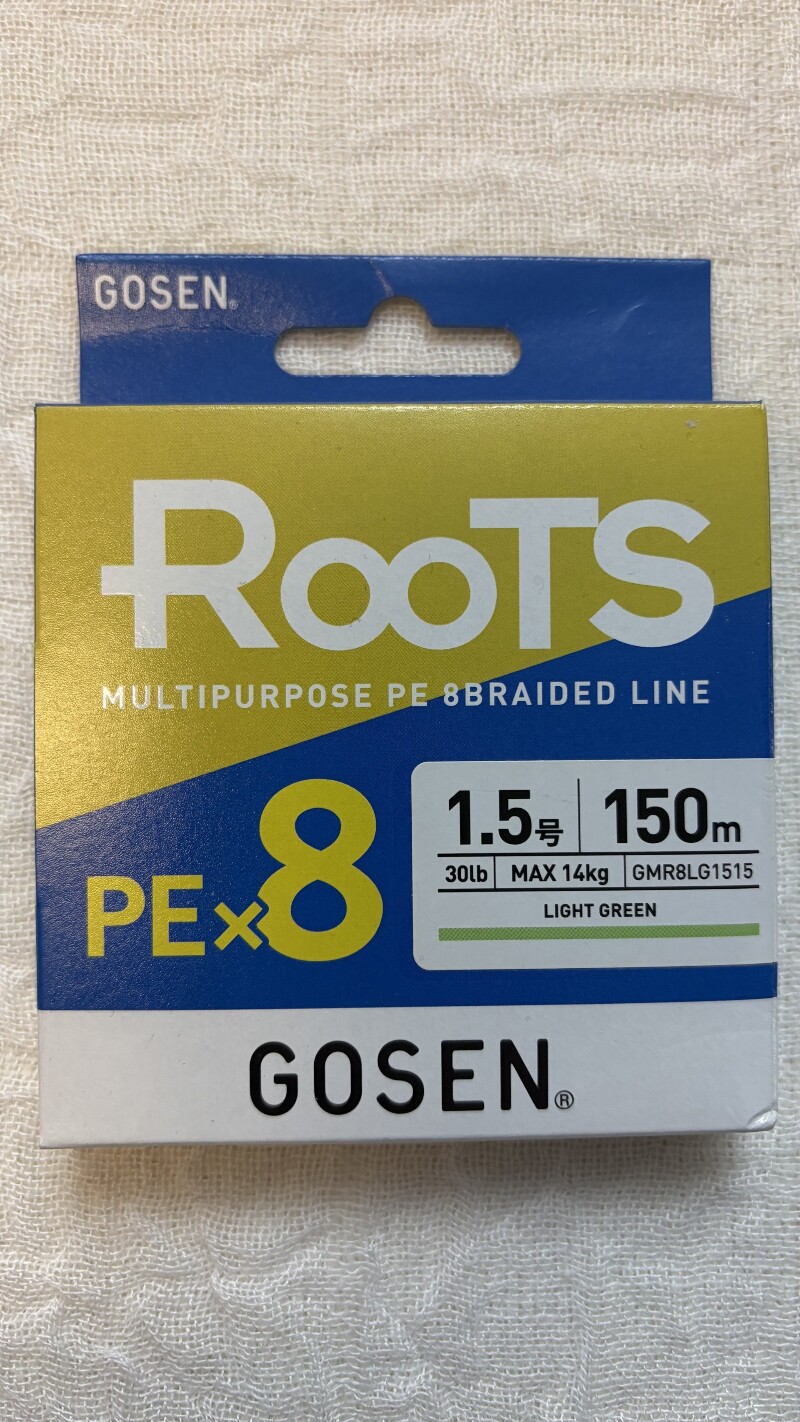 GOSEN®
RooTS
MULTIPURPOSE PE 8BRAIDED LINE
PE×8
1.5号 150m
30lb MAX 14kg GMR8LG1515
LIGHT GREEN
GOSEN®